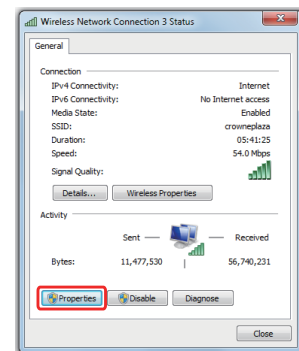 Wireless Network Connection 3 Status
General
Connection
IPv4 Connectivity: Internet
IPv6 Connectivity: No Internet access
Media State: Enabled
SSID: crowneplaza
Duration: 05:41:25
Speed: 54.0 Mbps
Signal Quality:
Details... Wireless Properties
Activity
Sent Received
Bytes: 11,477,530 56,740,231
Properties Disable Diagnose
Close